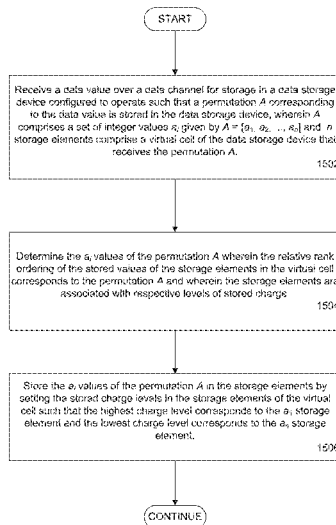 START
Receive a data value over a data channel for storage in a data storage
device configured to operate such that a permutation A corresponding
to the data value is stored in the data storage device, wherein A
comprises a set of integer values aᵢ given by A = [a₁, a₂, ..., aₙ] and n
storage elements comprise a virtual cell of the data storage device that
receives the permutation A.
1502
Determine the aᵢ values of the permutation A wherein the relative rank
ordering of the stored values of the storage elements in the virtual cell
corresponds to the permutation A and wherein the storage elements are
associated with respective levels of stored charge
1504
Store the aᵢ values of the permutation A in the storage elements by
setting the stored charge levels in the storage elements of the virtual
cell such that the highest charge level corresponds to the a₁ storage
element and the lowest charge level corresponds to the aₙ storage
element.
1506
CONTINUE